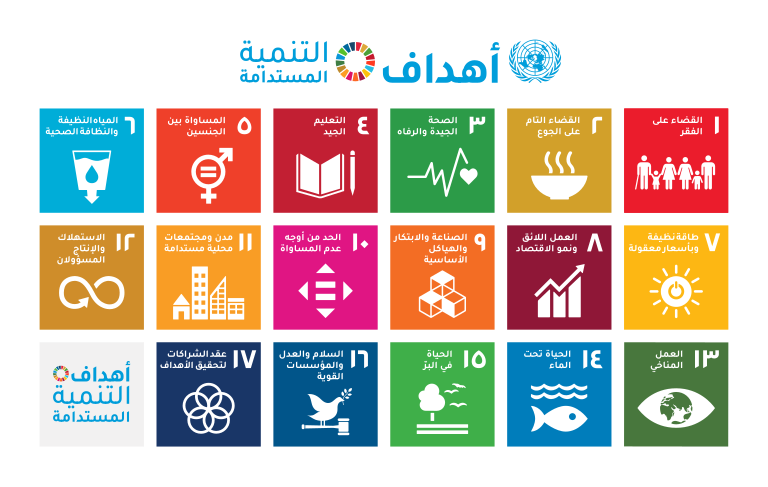 أهداف
التنمية
المستدامة
١
القضاء على
الفقر
٢
القضاء التام
على الجوع
٣
الصحة
الجيدة والرفاه
٤
التعليم
الجيد
٥
المساواة بين
الجنسين
٦
المياه النظيفة
والنظافة الصحية
٧
طاقة نظيفة
وبأسعار معقولة
٨
العمل اللائق
ونمو الاقتصاد
٩
الصناعة والابتكار
والهياكل
الأساسية
١٠
الحد من أوجه
عدم المساواة
١١
مدن ومجتمعات
محلية مستدامة
١٢
الاستهلاك
والإنتاج
المسؤولان
١٣
العمل
المناخي
١٤
الحياة تحت
الماء
١٥
الحياة
في البرّ
١٦
السلام والعدل
والمؤسسات
القوية
١٧
عقد الشراكات
لتحقيق الأهداف
أهداف
التنمية
المستدامة